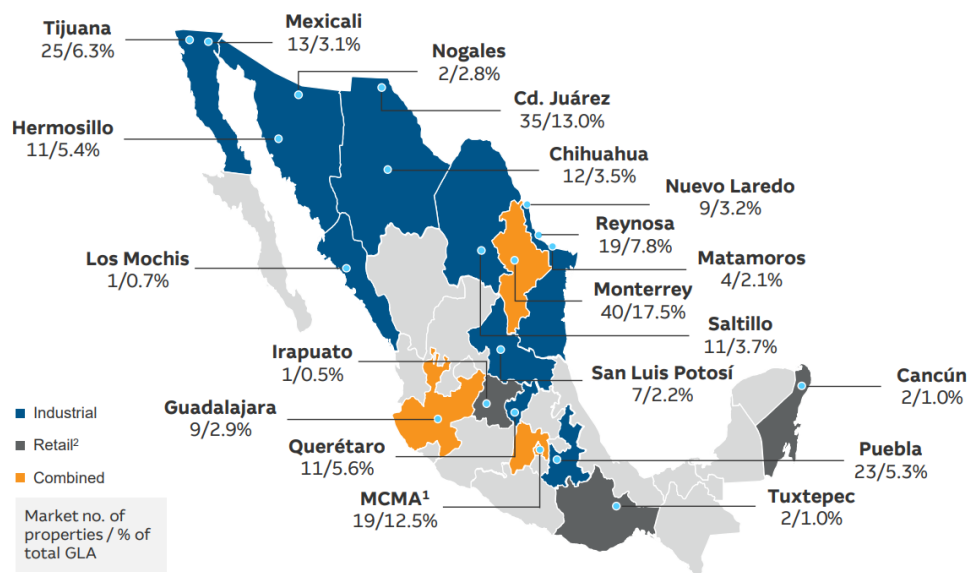 Tijuana
25/6.3%
Mexicali
13/3.1%
Nogales
2/2.8%
Cd. Juárez
35/13.0%
Hermosillo
11/5.4%
Chihuahua
12/3.5%
Nuevo Laredo
9/3.2%
Reynosa
19/7.8%
Los Mochis
1/0.7%
Matamoros
4/2.1%
Monterrey
40/17.5%
Saltillo
11/3.7%
Irapuato
1/0.5%
San Luis Potosí
7/2.2%
Cancún
2/1.0%
Guadalajara
9/2.9%
Querétaro
11/5.6%
Puebla
23/5.3%
MCMA¹
19/12.5%
Tuxtepec
2/1.0%
Industrial
Retail²
Combined
Market no. of
properties / % of
total GLA